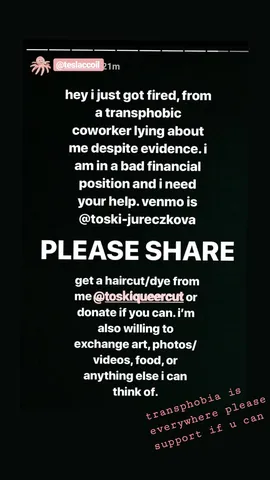 @teslaccoil 21m
hey i just got fired, from
a transphobic
coworker lying about
me despite evidence. i
am in a bad financial
position and i need
your help. venmo is
@toski-jureczkova
PLEASE SHARE
get a haircut/dye from
me @toskiqueercut or
donate if you can. i'm
also willing to
exchange art, photos/
videos, food, or
anything else i can
think of.
transphobia is
everywhere please
support if u can